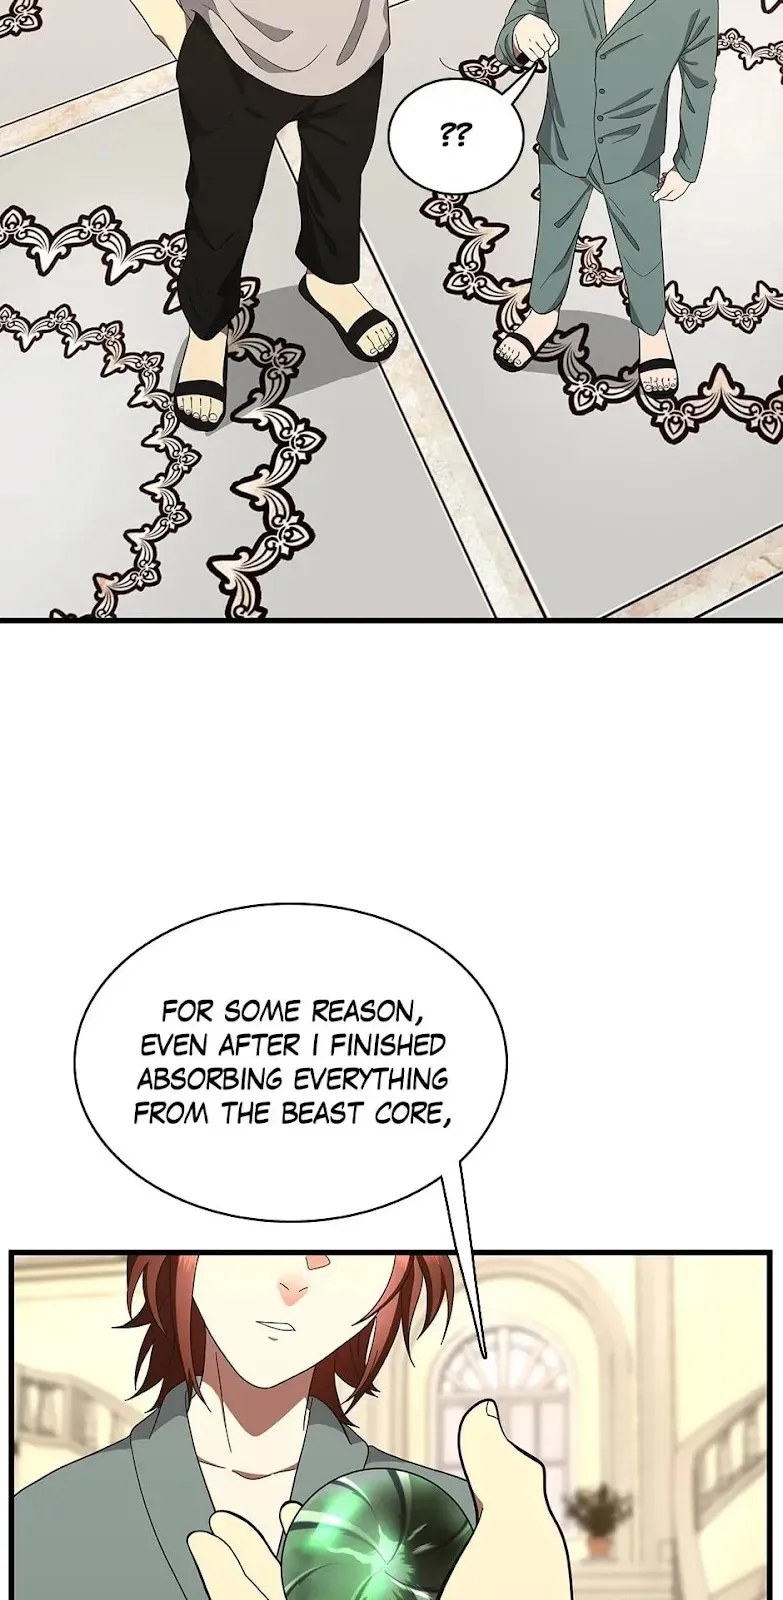 ??
FOR SOME REASON,
EVEN AFTER I FINISHED
ABSORBING EVERYTHING
FROM THE BEAST CORE,